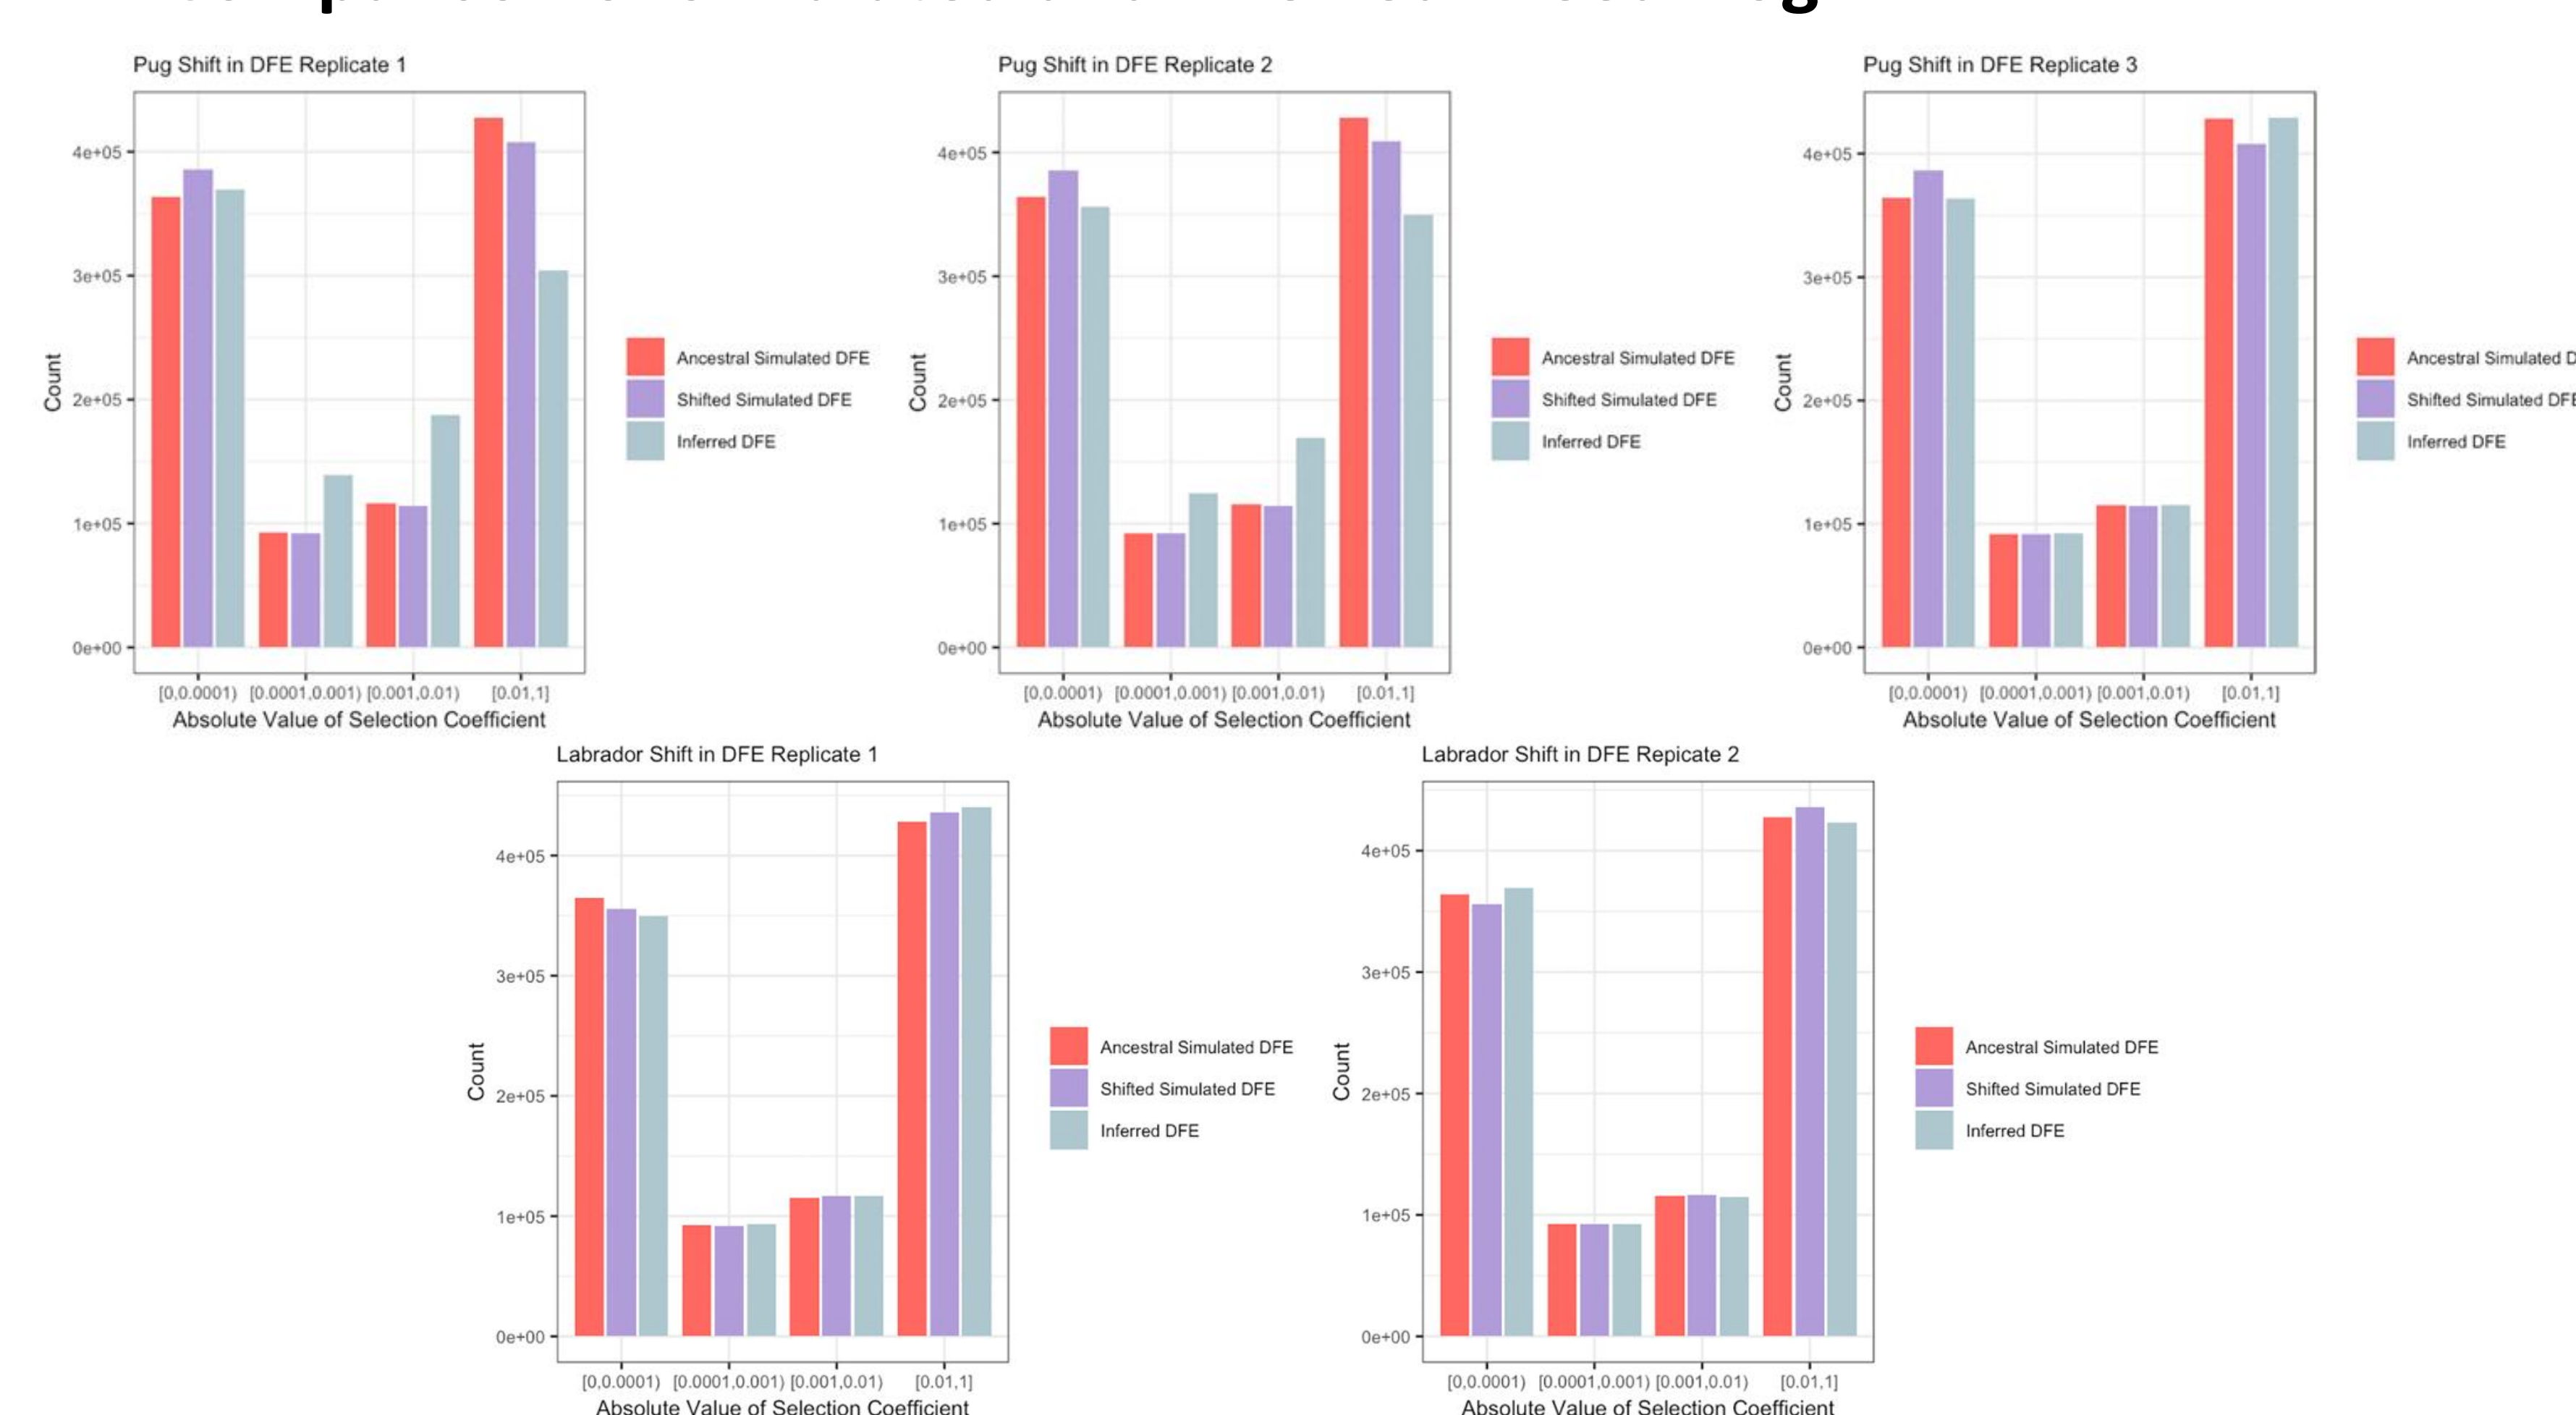 Pug Shift in DFE Replicate 1
4e+05
3e+05
2e+05
1e+05
0e+00
Count
[0,0.0001) [0.0001,0.001) [0.001,0.01) [0.01,1]
Absolute Value of Selection Coefficient
Ancestral Simulated DFE
Shifted Simulated DFE
Inferred DFE
Pug Shift in DFE Replicate 2
4e+05
3e+05
2e+05
1e+05
0e+00
Count
[0,0.0001) [0.0001,0.001) [0.001,0.01) [0.01,1]
Absolute Value of Selection Coefficient
Ancestral Simulated DFE
Shifted Simulated DFE
Inferred DFE
Pug Shift in DFE Replicate 3
4e+05
3e+05
2e+05
1e+05
0e+00
Count
[0,0.0001) [0.0001,0.001) [0.001,0.01) [0.01,1]
Absolute Value of Selection Coefficient
Ancestral Simulated D
Shifted Simulated DFE
Inferred DFE
Labrador Shift in DFE Replicate 1
4e+05
3e+05
2e+05
1e+05
0e+00
Count
[0,0.0001) [0.0001,0.001) [0.001,0.01) [0.01,1]
Absolute Value of Selection Coefficient
Ancestral Simulated DFE
Shifted Simulated DFE
Inferred DFE
Labrador Shift in DFE Repicate 2
4e+05
3e+05
2e+05
1e+05
0e+00
Count
[0,0.0001) [0.0001,0.001) [0.001,0.01) [0.01,1]
Absolute Value of Selection Coefficient
Ancestral Simulated DFE
Shifted Simulated DFE
Inferred DFE